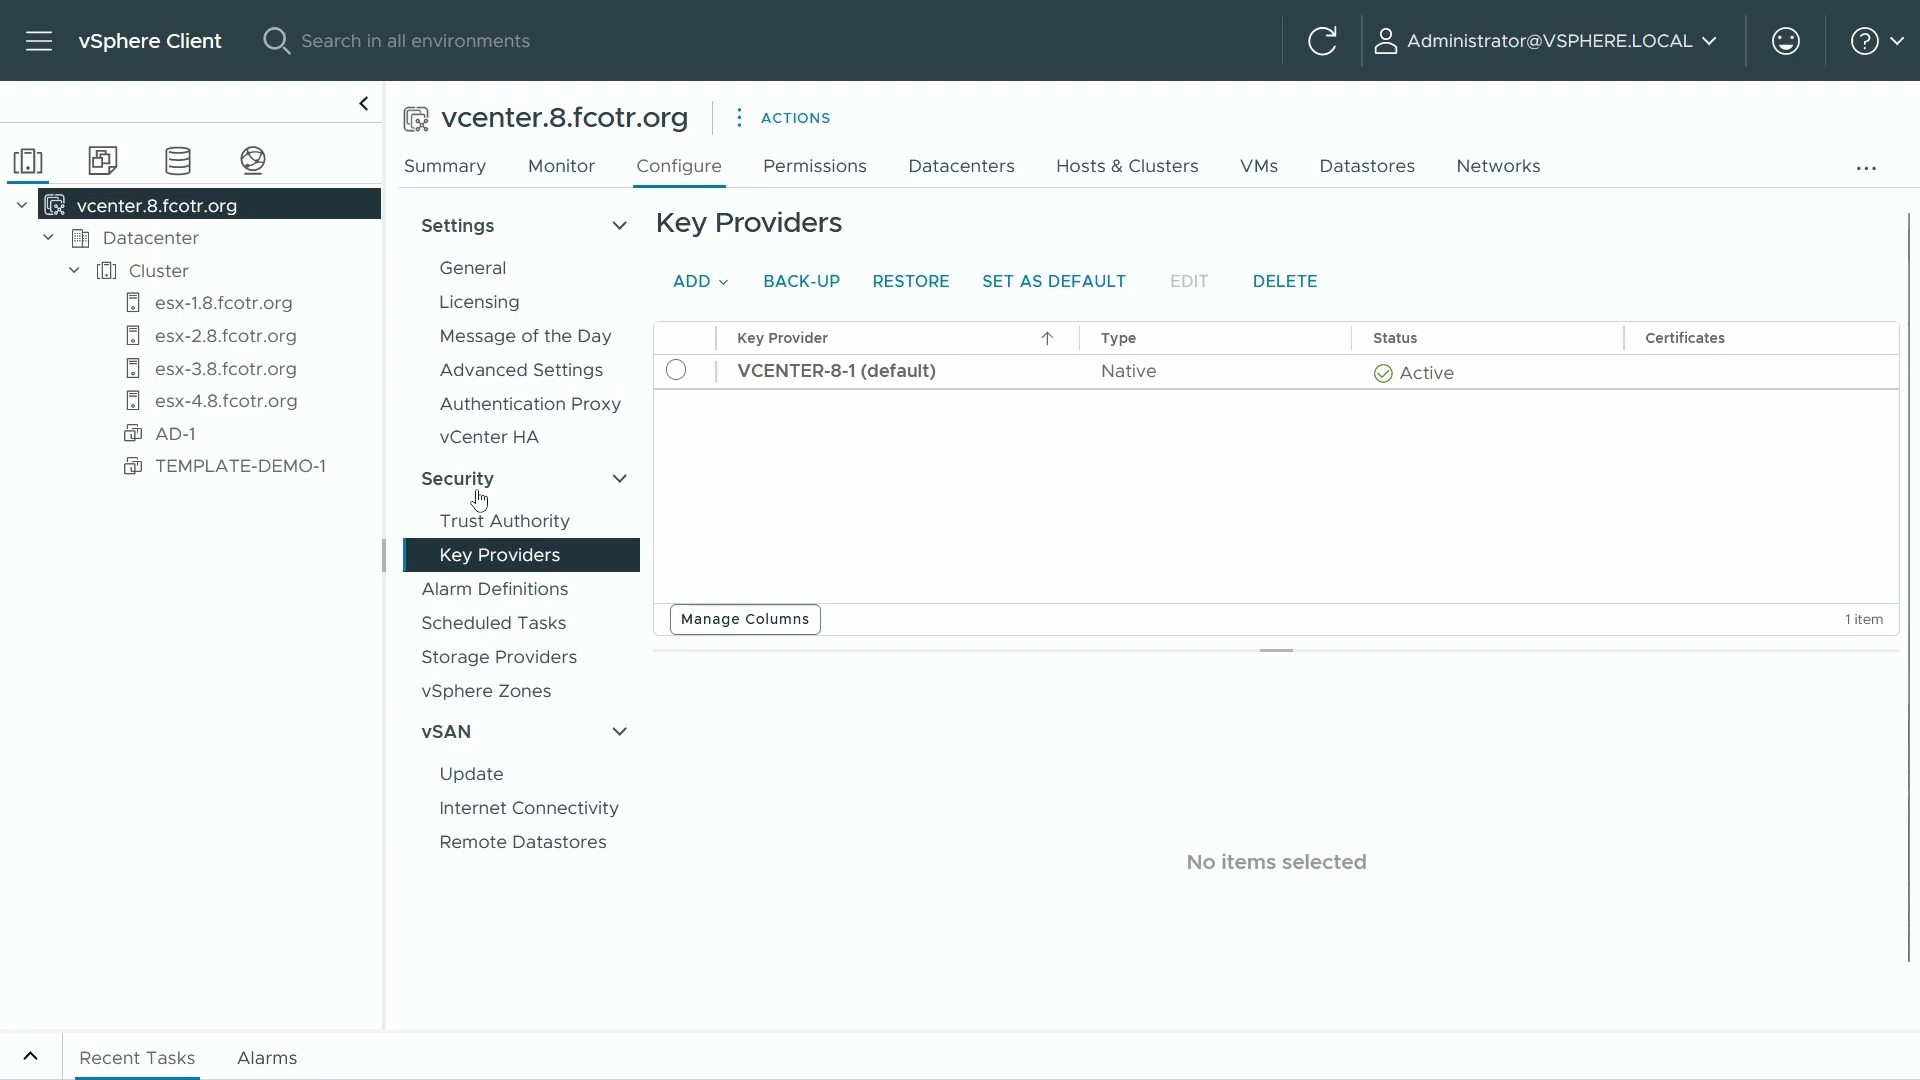 vSphere Client
Search in all environments
Administrator@VSPHERE.LOCAL
vcenter.8.fcotr.org
Datacenter
Cluster
esx-1.8.fcotr.org
esx-2.8.fcotr.org
esx-3.8.fcotr.org
esx-4.8.fcotr.org
AD-1
TEMPLATE-DEMO-1
vcenter.8.fcotr.org
ACTIONS
Summary
Monitor
Configure
Permissions
Datacenters
Hosts & Clusters
VMs
Datastores
Networks
Settings
General
Licensing
Message of the Day
Advanced Settings
Authentication Proxy
vCenter HA
Security
Trust Authority
Key Providers
Alarm Definitions
Scheduled Tasks
Storage Providers
vSphere Zones
vSAN
Update
Internet Connectivity
Remote Datastores
Key Providers
ADD
BACK-UP
RESTORE
SET AS DEFAULT
EDIT
DELETE
Key Provider
Type
Status
Certificates
VCENTER-8-1 (default)
Native
Active
Manage Columns
1 item
No items selected
Recent Tasks
Alarms